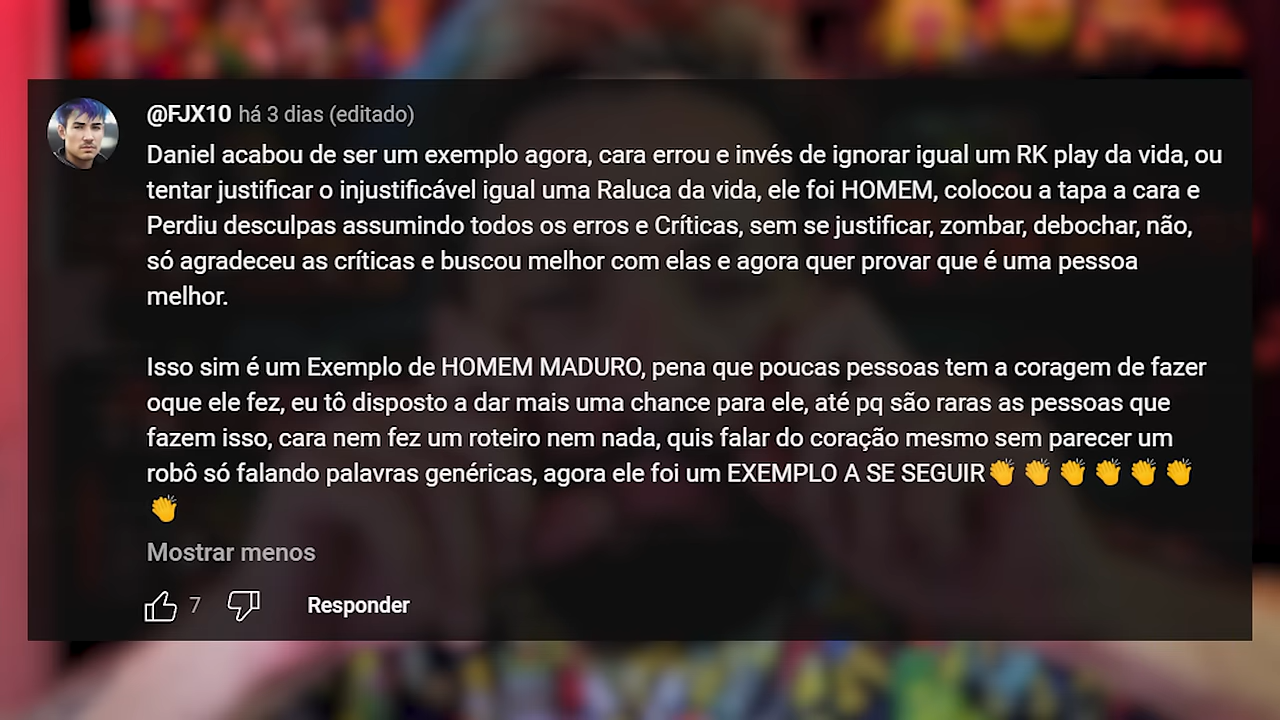 @FJX10 há 3 dias (editado)
Daniel acabou de ser um exemplo agora, cara errou e invés de ignorar igual um RK play da vida, ou
tentar justificar o injustificável igual uma Raluca da vida, ele foi HOMEM, colocou a tapa a cara e
Perdiu desculpas assumindo todos os erros e Críticas, sem se justificar, zombar, debochar, não,
só agradeceu as críticas e buscou melhor com elas e agora quer provar que é uma pessoa
melhor.
Isso sim é um Exemplo de HOMEM MADURO, pena que poucas pessoas tem a coragem de fazer
oque ele fez, eu tô disposto a dar mais uma chance para ele, até pq são raras as pessoas que
fazem isso, cara nem fez um roteiro nem nada, quis falar do coração mesmo sem parecer um
robô só falando palavras genéricas, agora ele foi um EXEMPLO A SE SEGUIR👏👏👏👏👏👏
👏
Mostrar menos
7 Responder